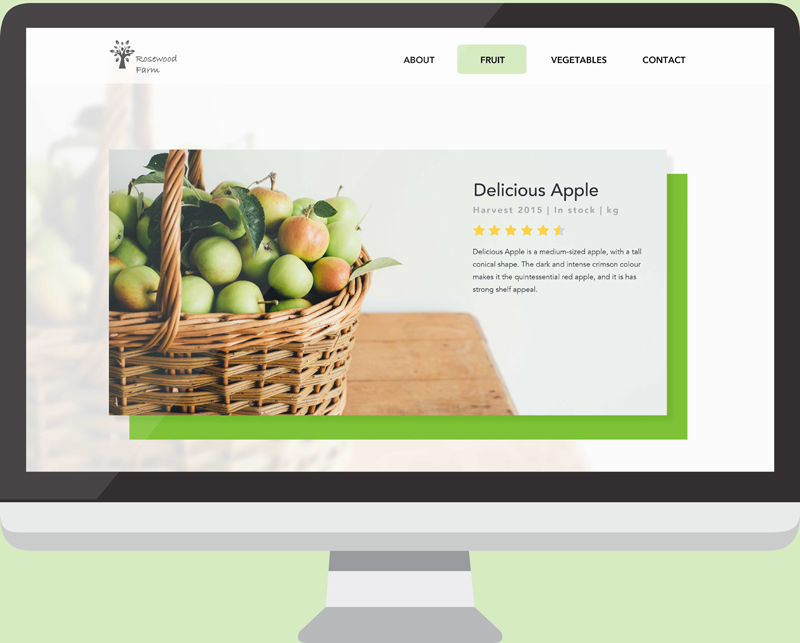 Rosewood
Farm
ABOUT
FRUIT
VEGETABLES
CONTACT
Delicious Apple
Harvest 2015 | In stock | kg
Delicious Apple is a medium-sized apple, with a tall
conical shape. The dark and intense crimson colour
makes it the quintessential red apple, and it is has
strong shelf appeal.